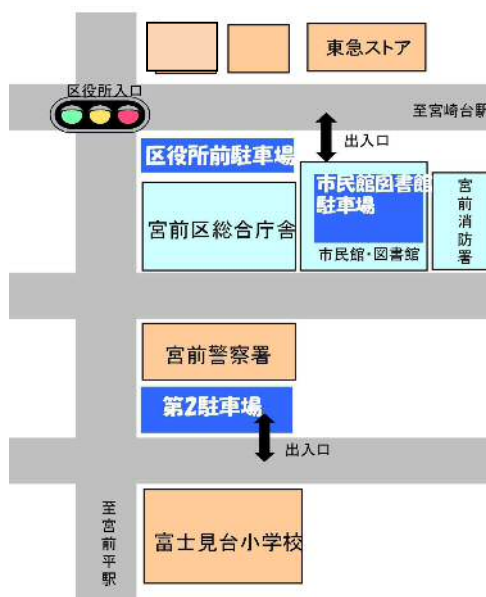 東急ストア
区役所入口
至宮崎台駅
出入口
区役所前駐車場
市民館図書館
駐車場
宮前区総合庁舎
市民館・図書館
宮前消防署
宮前警察署
第2駐車場
出入口
至宮前平駅
富士見台小学校